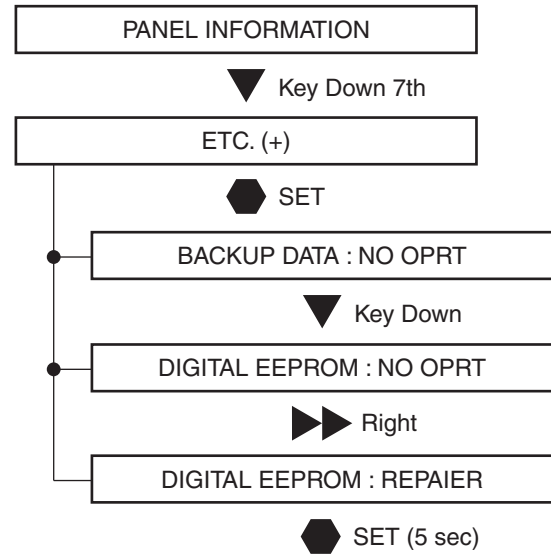 PANEL INFORMATION
Key Down 7th
ETC. (+)
SET
BACKUP DATA : NO OPRT
Key Down
DIGITAL EEPROM : NO OPRT
Right
DIGITAL EEPROM : REPAIER
SET (5 sec)